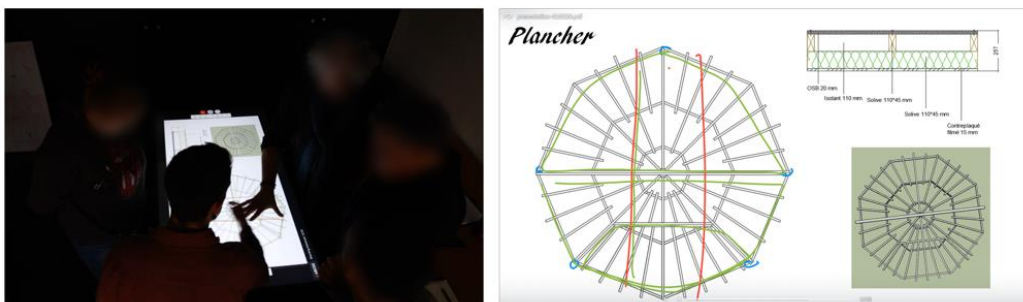 Plancher
257
OSB 20 mm
Isolant 110 mm
Solive 110*45 mm
Solive 110*45 mm
Contreplaqué
filmé 15 mm